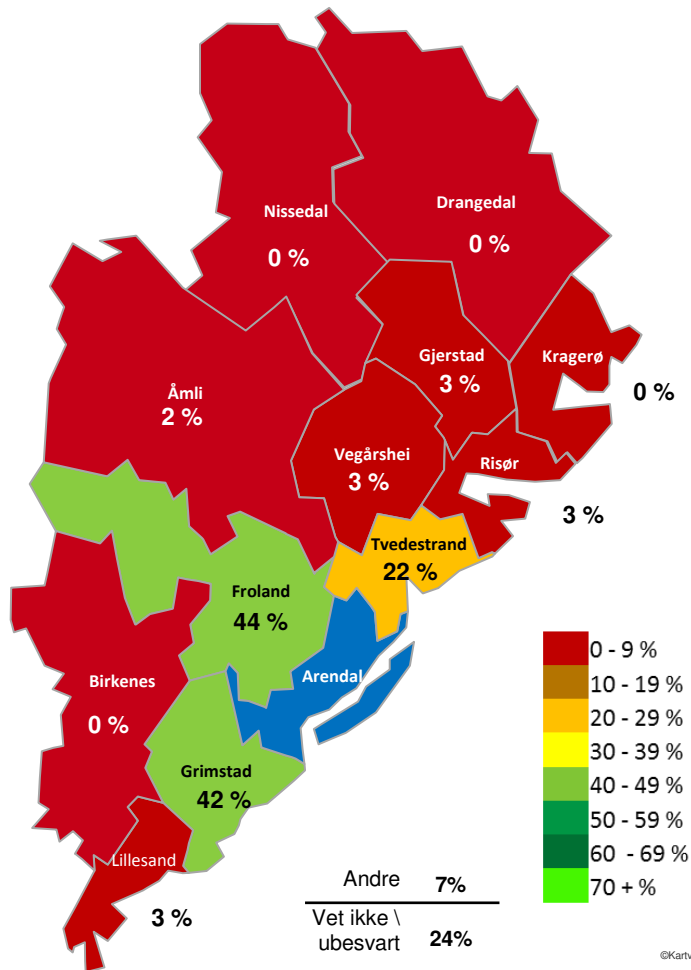 Nissedal
0 %
Drangedal
0 %
Gjerstad
3 %
Kragerø
0 %
Åmli
2 %
Vegårshei
3 %
Risør
3 %
Tvedestrand
22 %
Froland
44 %
Arendal
Birkenes
0 %
Grimstad
42 %
Lillesand
3 %
0 - 9 %
10 - 19 %
20 - 29 %
30 - 39 %
40 - 49 %
50 - 59 %
60 - 69 %
70 + %
Andre 7%
Vet ikke \
ubesvart 24%
©Kartv